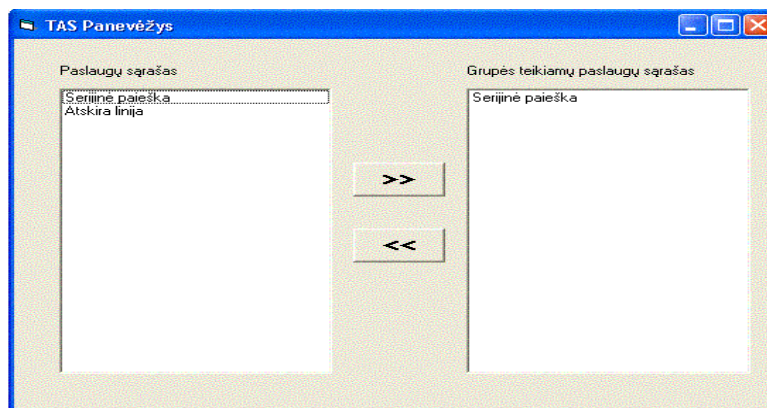 TAS Panevėžys
Paslaugų sąrašas
Grupės teikiamų paslaugų sąrašas
Serijinė paieška
Atskira linija
Serijinė paieška
>>
<<